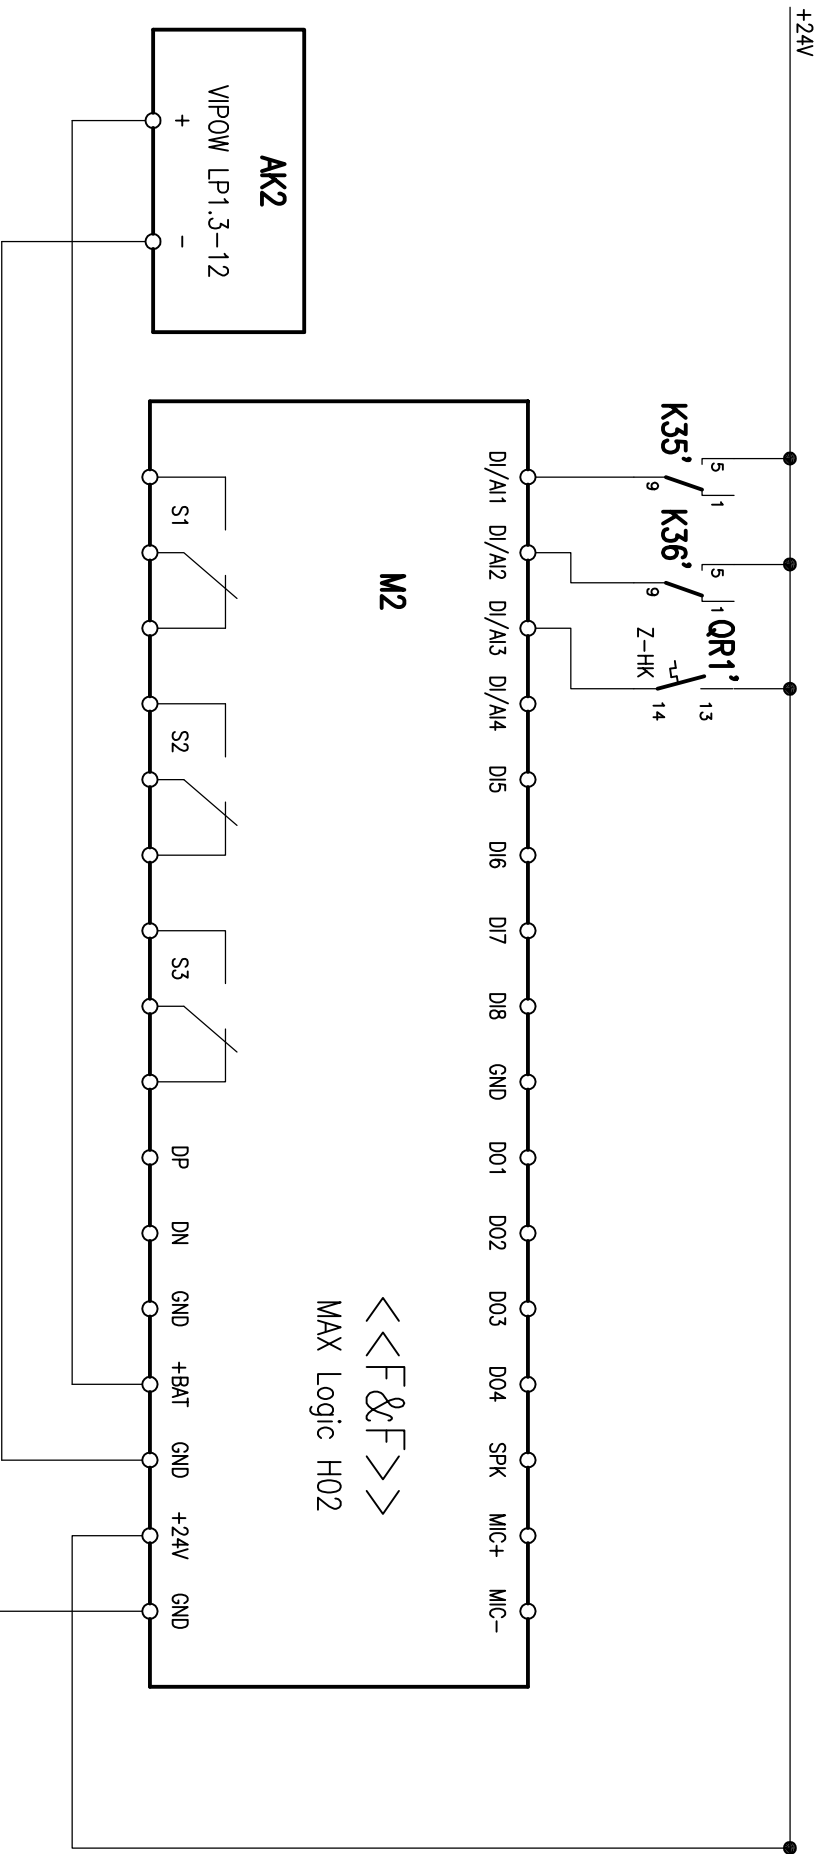 +24V
K35'
5
1
9
K36'
5
1
9
QR1'
Z-HK
13
14
AK2
VIPOW LP1.3-12
+
-
DI/AI1
DI/AI2
DI/AI3
DI/AI4
DI5
DI6
DI7
DI8
GND
DO1
DO2
DO3
DO4
SPK
MIC+
MIC-
M2
<<F&F>>
MAX Logic H02
S1
S2
S3
DP
DN
GND
+BAT
GND
+24V
GND